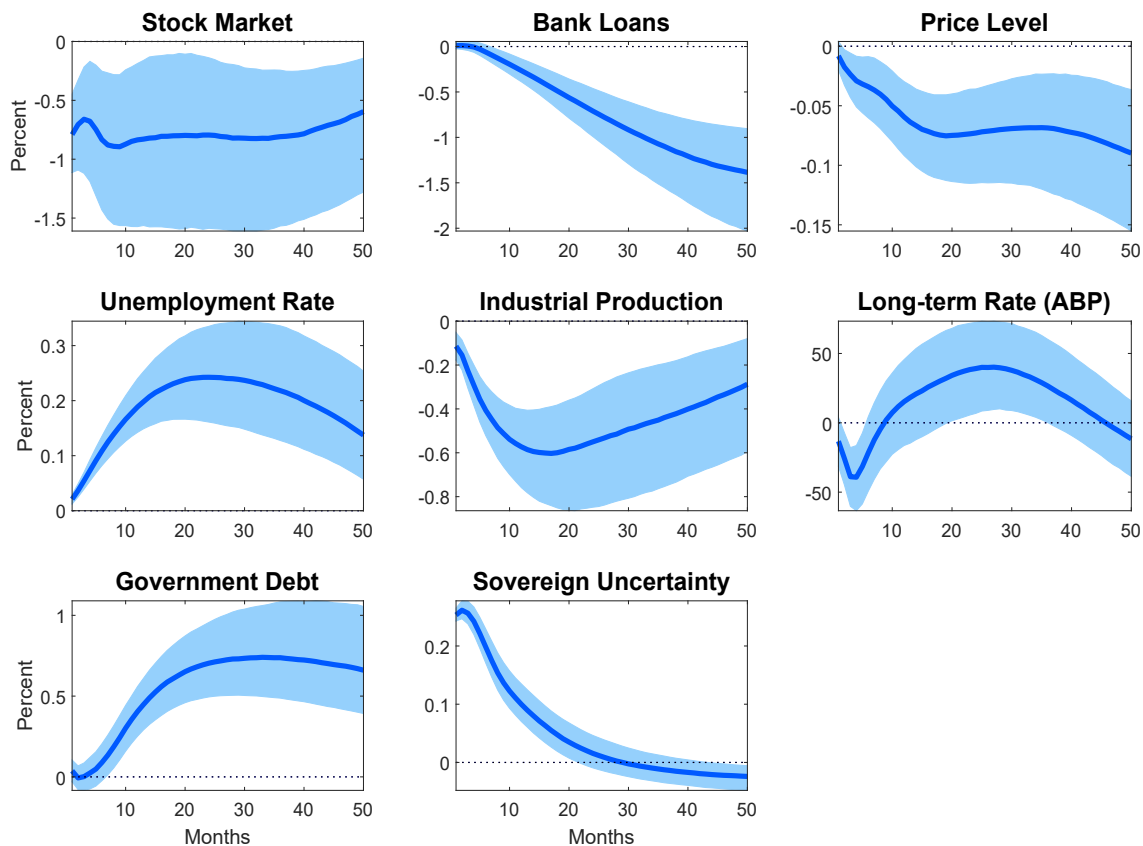 Stock Market
Bank Loans
Price Level
Percent
0
-0.5
-1
-1.5
10 20 30 40 50
0
-0.5
-1
-1.5
-2
10 20 30 40 50
0
-0.05
-0.1
-0.15
10 20 30 40 50
Unemployment Rate
Industrial Production
Long-term Rate (ABP)
Percent
0.3
0.2
0.1
0
10 20 30 40 50
0
-0.2
-0.4
-0.6
-0.8
10 20 30 40 50
50
0
-50
10 20 30 40 50
Government Debt
Sovereign Uncertainty
Percent
1
0.5
0
10 20 30 40 50
Months
0.2
0.1
0
10 20 30 40 50
Months